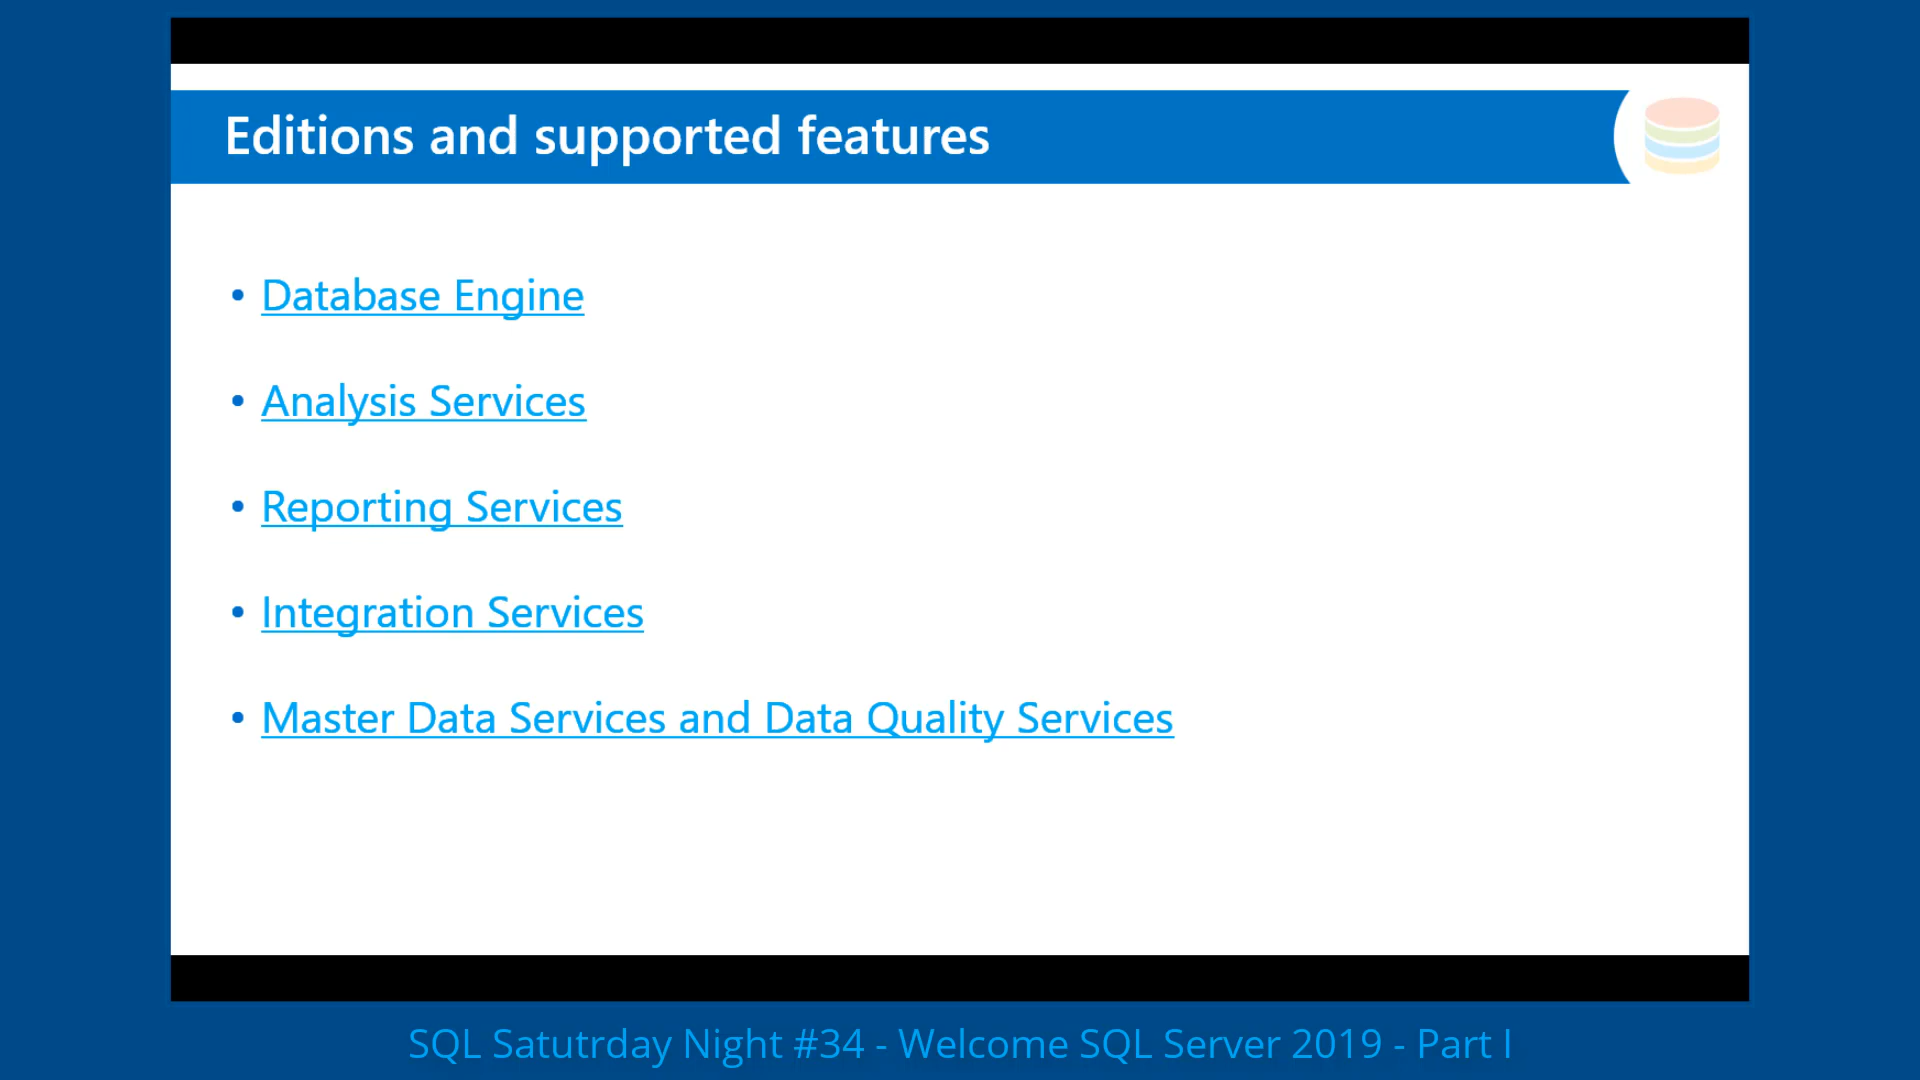 Editions and supported features
• Database Engine
• Analysis Services
• Reporting Services
• Integration Services
• Master Data Services and Data Quality Services
SQL Satutrday Night #34 - Welcome SQL Server 2019 - Part I